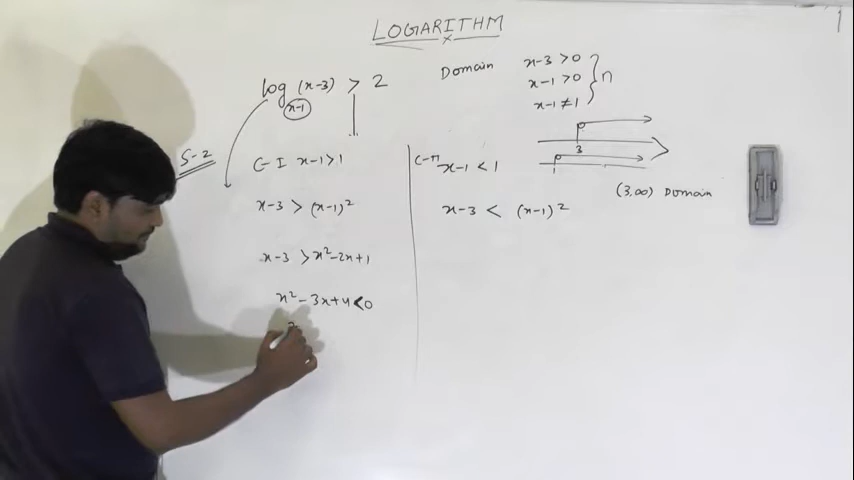 LOGARITHM
log (x-3) > 2
x-1
Domain
x-3 >0
x-1 >0
x-1 ≠ 1
n
3
1
(3,∞) Domain
S-2
C-I x-1>1
x-3 > (x-1)²
x-3 > x²-2x+1
x²-3x+4<0
C-II x-1 < 1
x-3 < (x-1)²